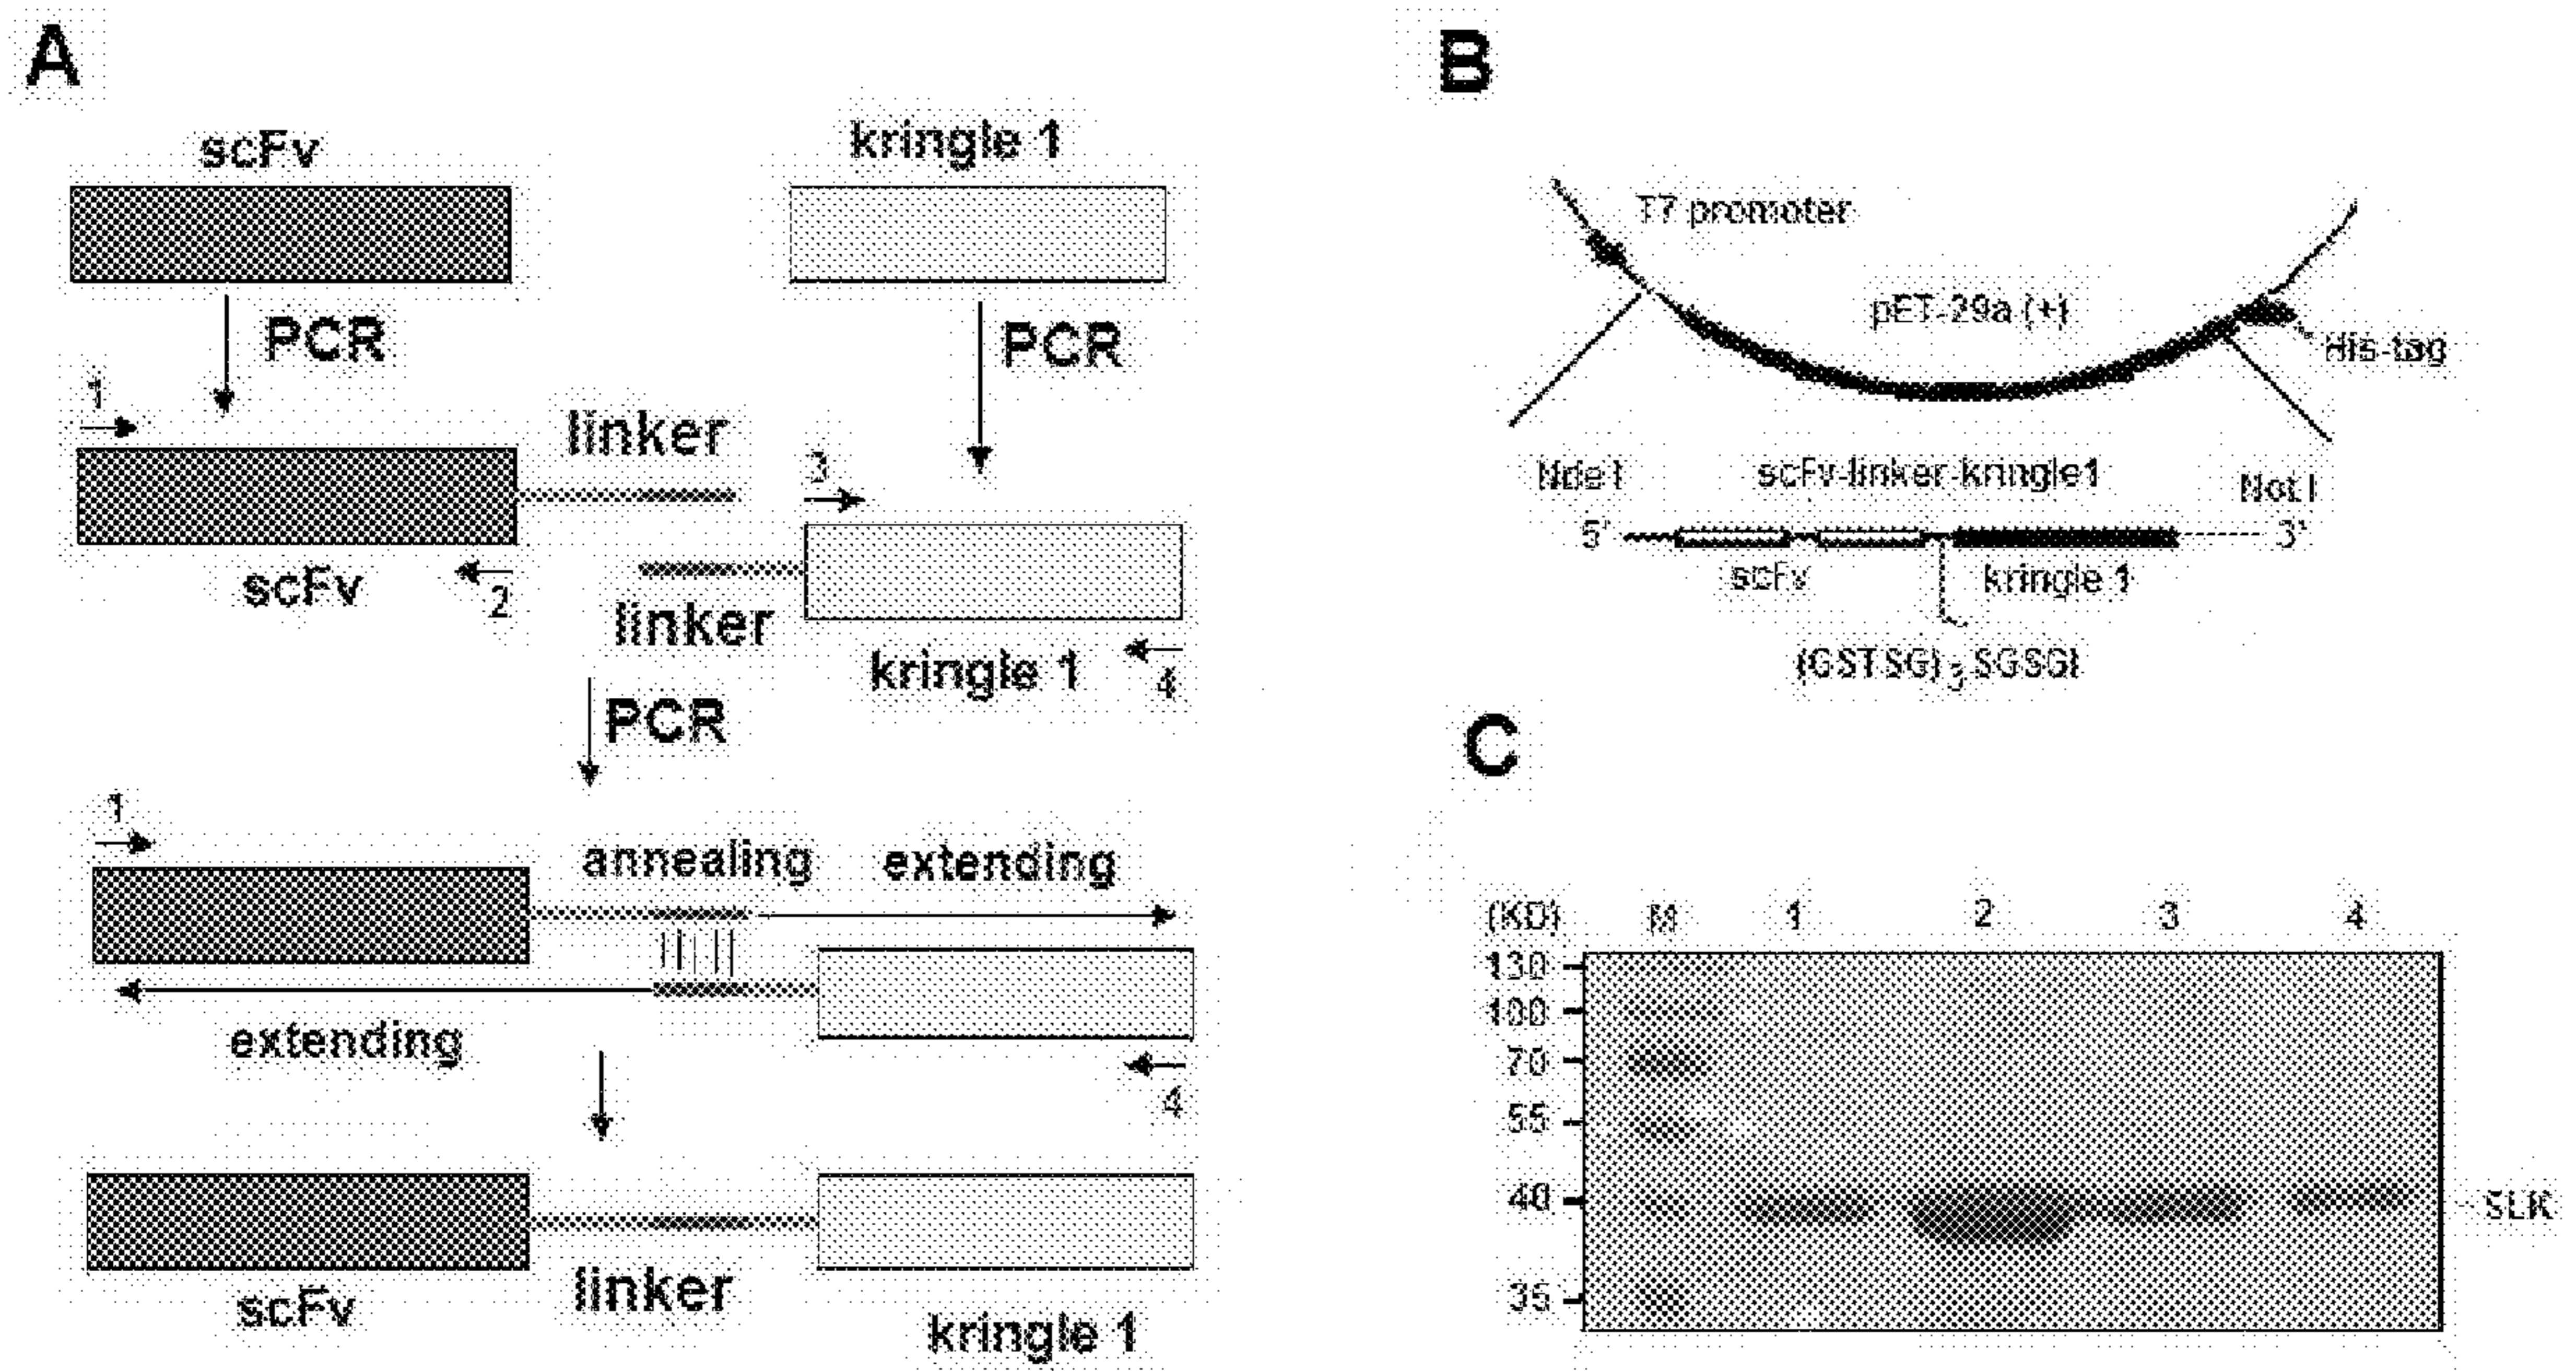 A
scFv
kringle 1
PCR
PCR
1
linker
3
scFv
2
linker
kringle 1
4
PCR
1
annealing
extending
extending
4
scFv
linker
kringle 1
B
T7 promoter
pET-29a (+)
His-tag
Nde I
scFv-linker-kringle1
Not I
5'
3'
scFv
kringle 1
(GSTSG)3 SGSGI
C
(KD) M 1 2 3 4
130
100
70
55
40
SLK
35